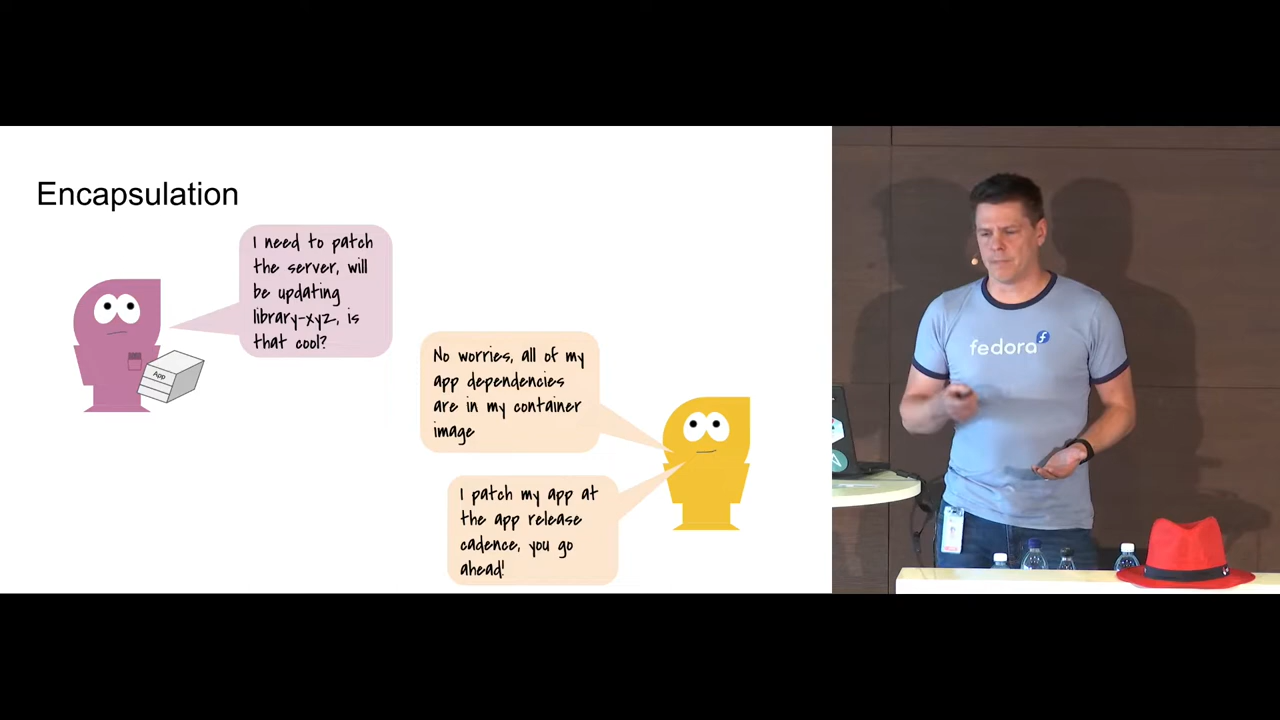 Encapsulation
I need to patch
the server, will
be updating
library-xyz, is
that cool?
App
No worries, all of my
app dependencies
are in my container
image
I patch my app at
the app release
cadence, you go
ahead!
fedora